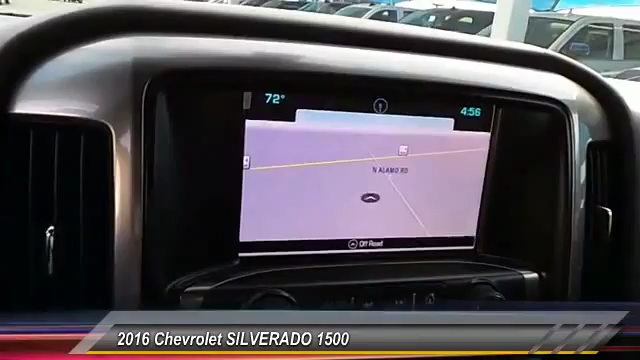 72°
4:56
N ALAMO RD
Off Road
2016 Chevrolet SILVERADO 1500